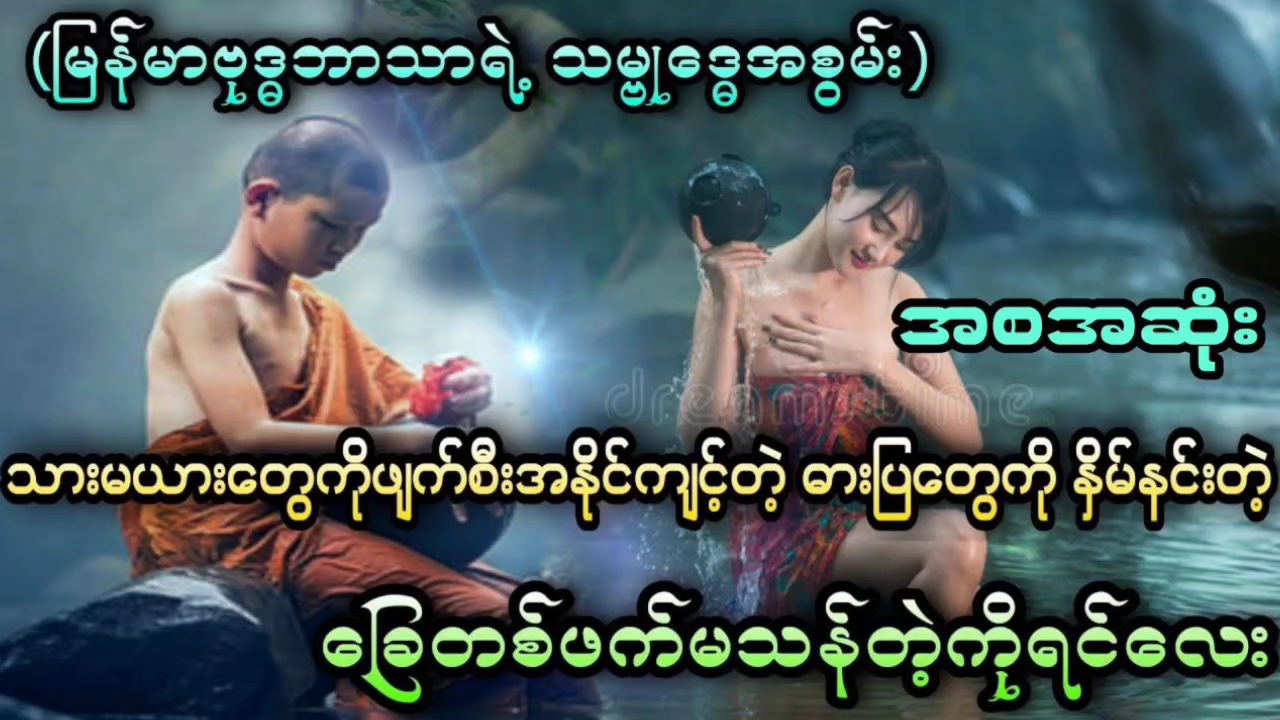 (မြန်မာဗုဒ္ဓဘာသာရဲ့ သမ္ဗုဒ္ဓေအစွမ်း)
အစအဆုံး
dreamstime
သားမယားတွေကိုဖျက်စီးအနိုင်ကျင့်တဲ့ ဓားပြတွေကို နှိမ်နင်းတဲ့
ခြေတစ်ဖက်မသန်တဲ့ကိုရင်လေး